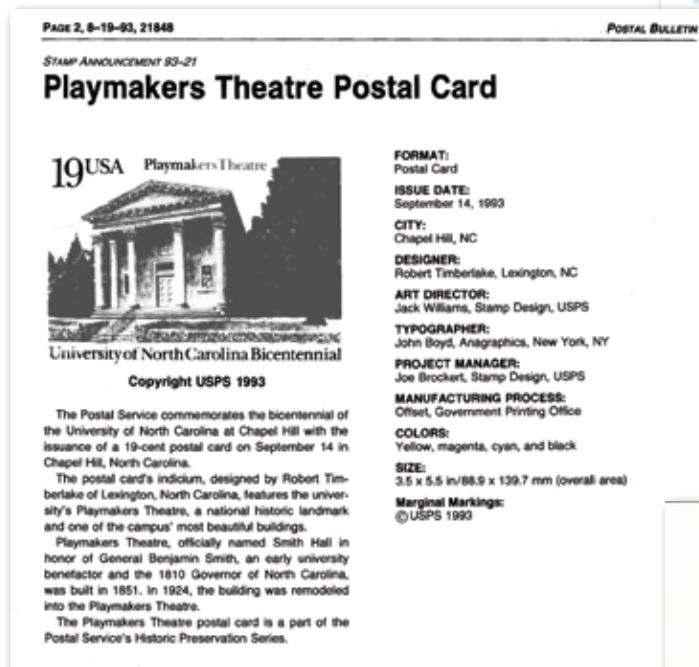 PAGE 2, 8–19–93, 21848
POSTAL BULLETIN
STAMP ANNOUNCEMENT 93–21
Playmakers Theatre Postal Card
19 USA
Playmakers Theatre
University of North Carolina Bicentennial
Copyright USPS 1993
The Postal Service commemorates the bicentennial of
the University of North Carolina at Chapel Hill with the
issuance of a 19-cent postal card on September 14 in
Chapel Hill, North Carolina.
The postal card's indicium, designed by Robert Tim-
berlake of Lexington, North Carolina, features the univer-
sity's Playmakers Theatre, a national historic landmark
and one of the campus' most beautiful buildings.
Playmakers Theatre, officially named Smith Hall in
honor of General Benjamin Smith, an early university
benefactor and the 1810 Governor of North Carolina,
was built in 1851. In 1924, the building was remodeled
into the Playmakers Theatre.
The Playmakers Theatre postal card is a part of the
Postal Service's Historic Preservation Series.
FORMAT:
Postal Card
ISSUE DATE:
September 14, 1993
CITY:
Chapel Hill, NC
DESIGNER:
Robert Timberlake, Lexington, NC
ART DIRECTOR:
Jack Williams, Stamp Design, USPS
TYPOGRAPHER:
John Boyd, Anagraphics, New York, NY
PROJECT MANAGER:
Joe Brockert, Stamp Design, USPS
MANUFACTURING PROCESS:
Offset, Government Printing Office
COLORS:
Yellow, magenta, cyan, and black
SIZE:
3.5 x 5.5 in/88.9 x 139.7 mm (overall area)
Marginal Markings:
© USPS 1993